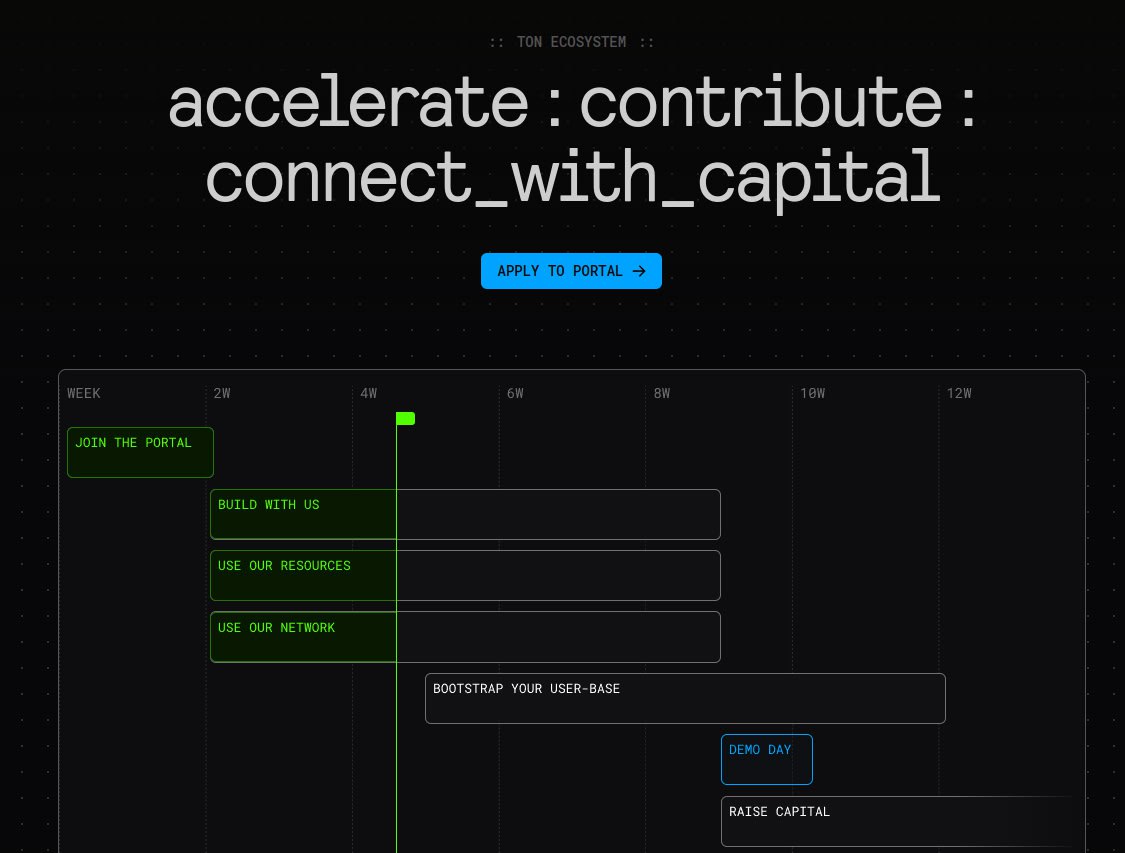 :: TON ECOSYSTEM ::
accelerate : contribute :
connect_with_capital
APPLY TO PORTAL →
WEEK 2W 4W 6W 8W 10W 12W
JOIN THE PORTAL
BUILD WITH US
USE OUR RESOURCES
USE OUR NETWORK
BOOTSTRAP YOUR USER-BASE
DEMO DAY
RAISE CAPITAL